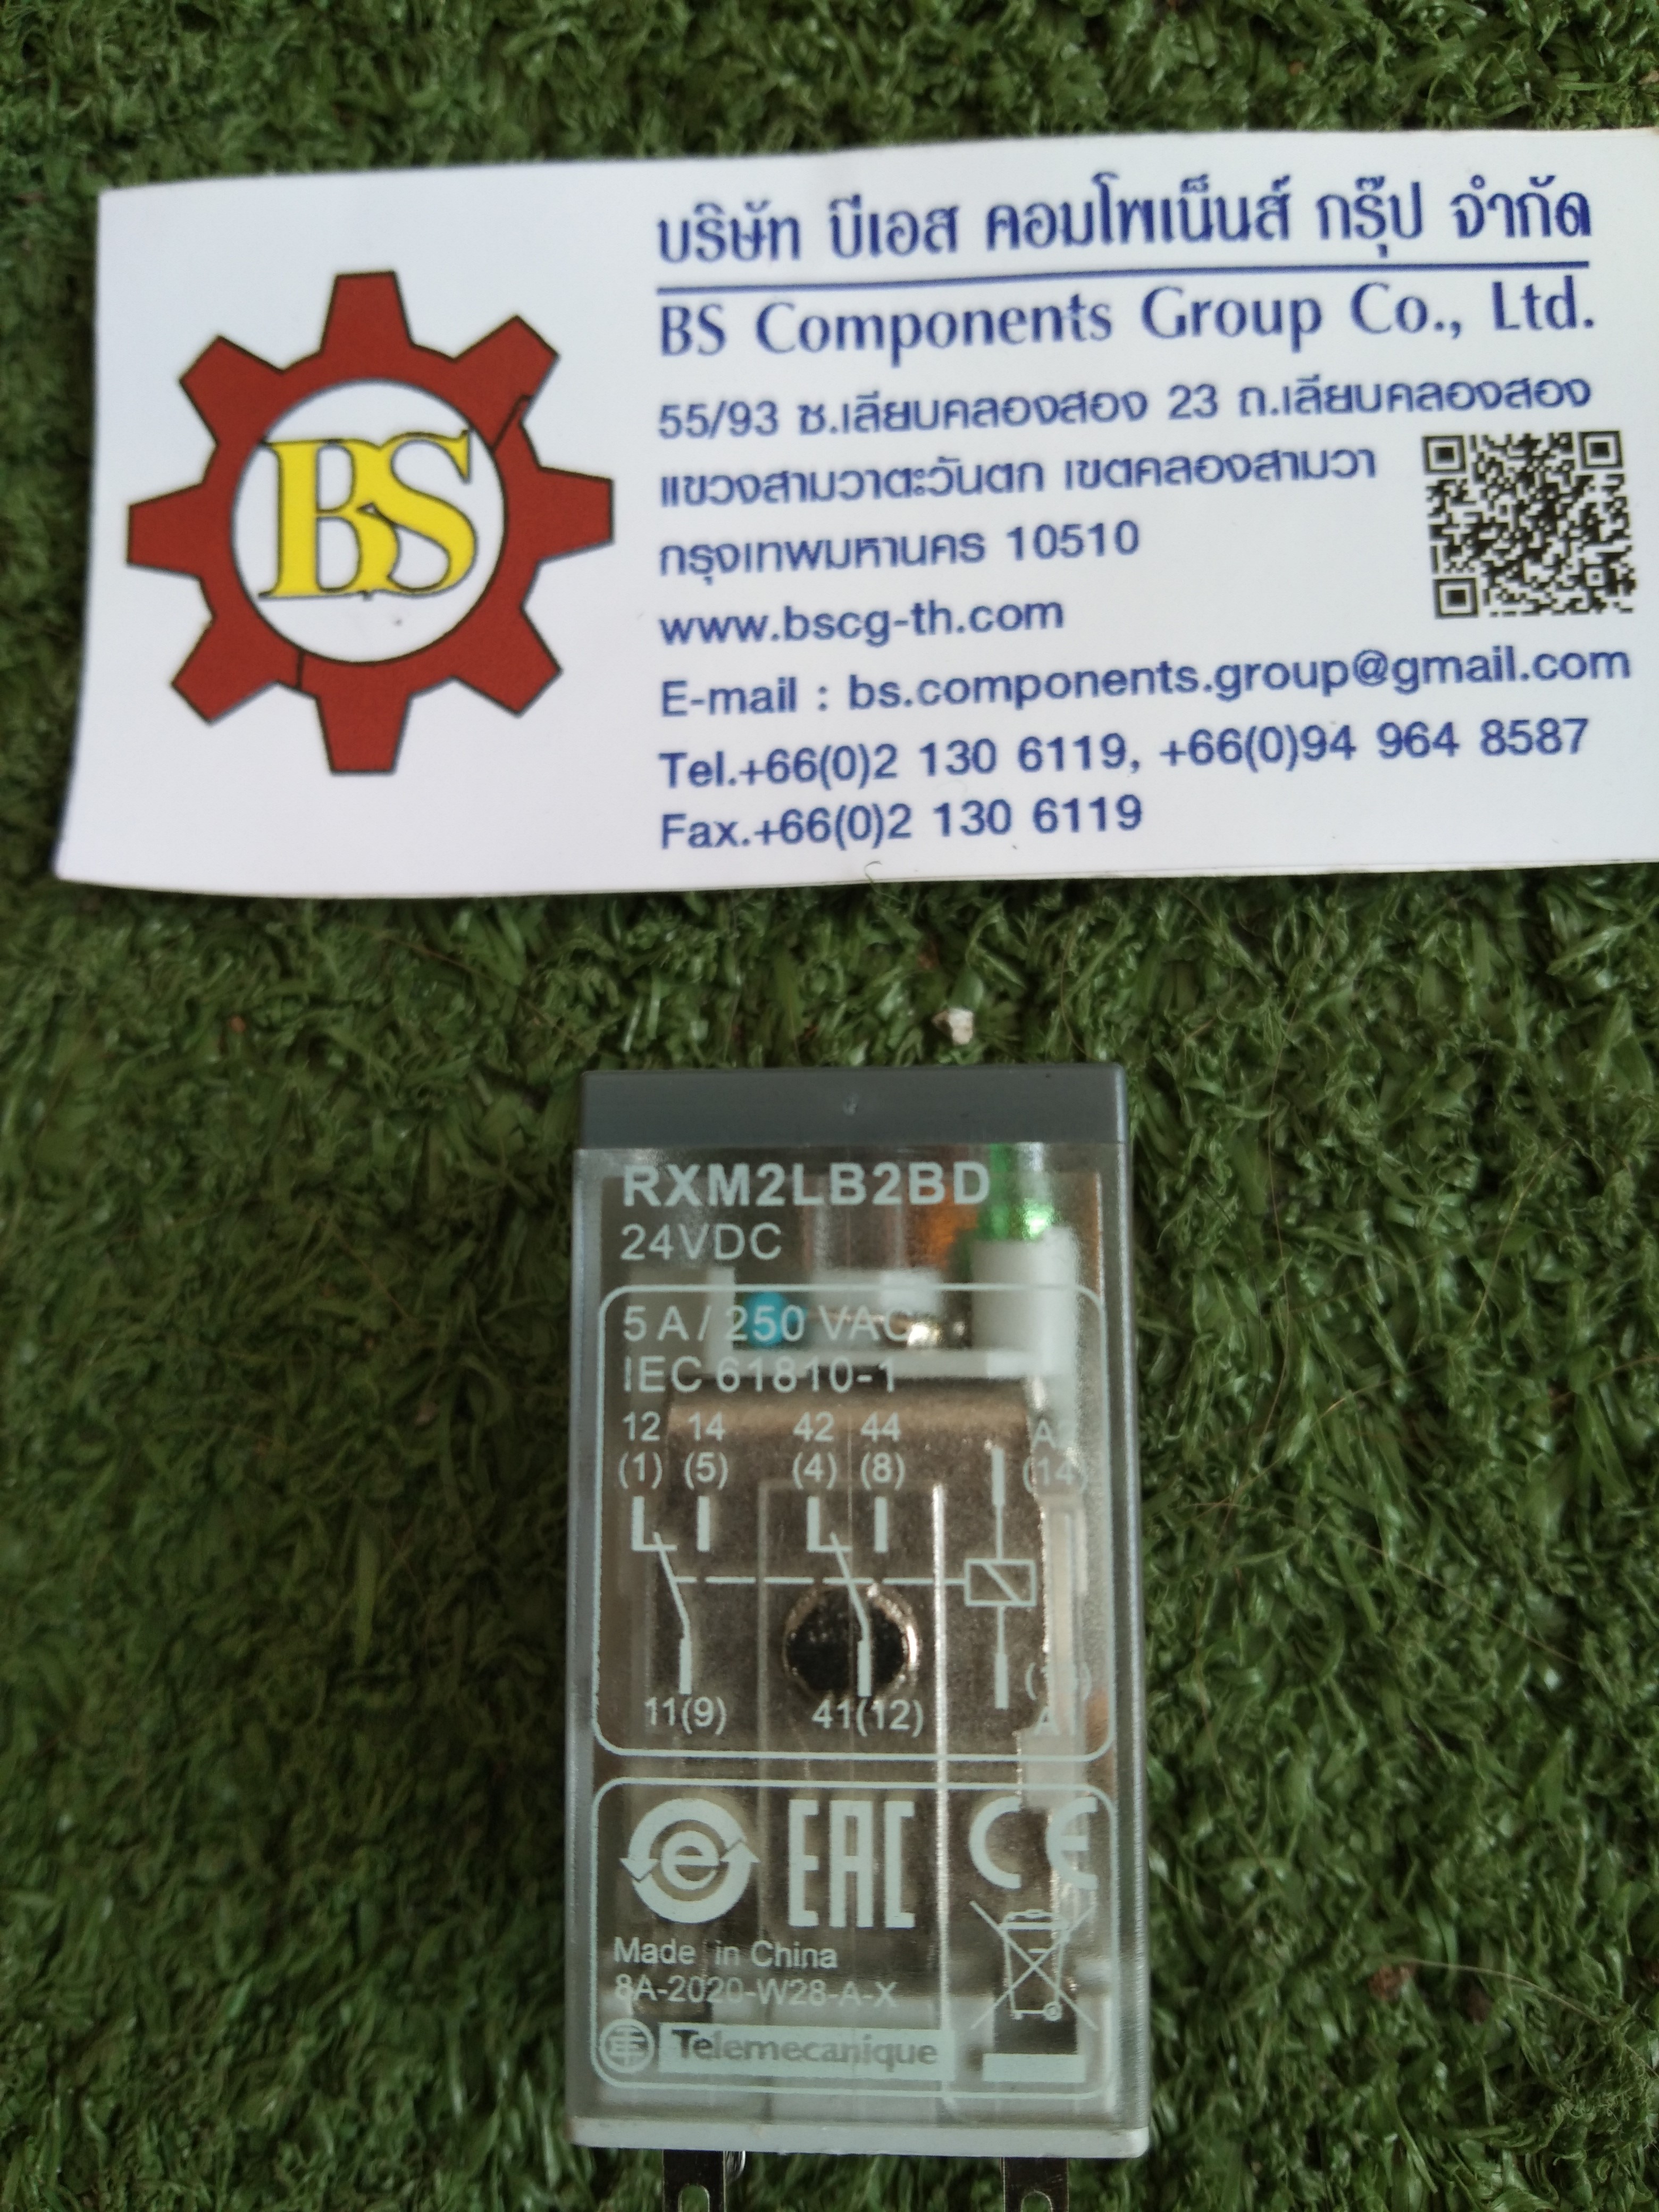 BS
บริษัท บีเอส คอมโพเน็นส์ กรุ๊ป จำกัด
BS Components Group Co., Ltd.
55/93 ซ.เลียบคลองสอง 23 ถ.เลียบคลองสอง
แขวงสามวาตะวันตก เขตคลองสามวา
กรุงเทพมหานคร 10510
www.bscg-th.com
E-mail : bs.components.group@gmail.com
Tel.+66(0)2 130 6119, +66(0)94 964 8587
Fax.+66(0)2 130 6119
RXM2LB2BD
24VDC
5 A / 250 VAC
IEC 61810-1
12 14 42 44
(1) (5) (4) (8) (14)
11(9) 41(12)
e EAC CE
Made in China
8A-2020-W28-A-X
Telemecanique